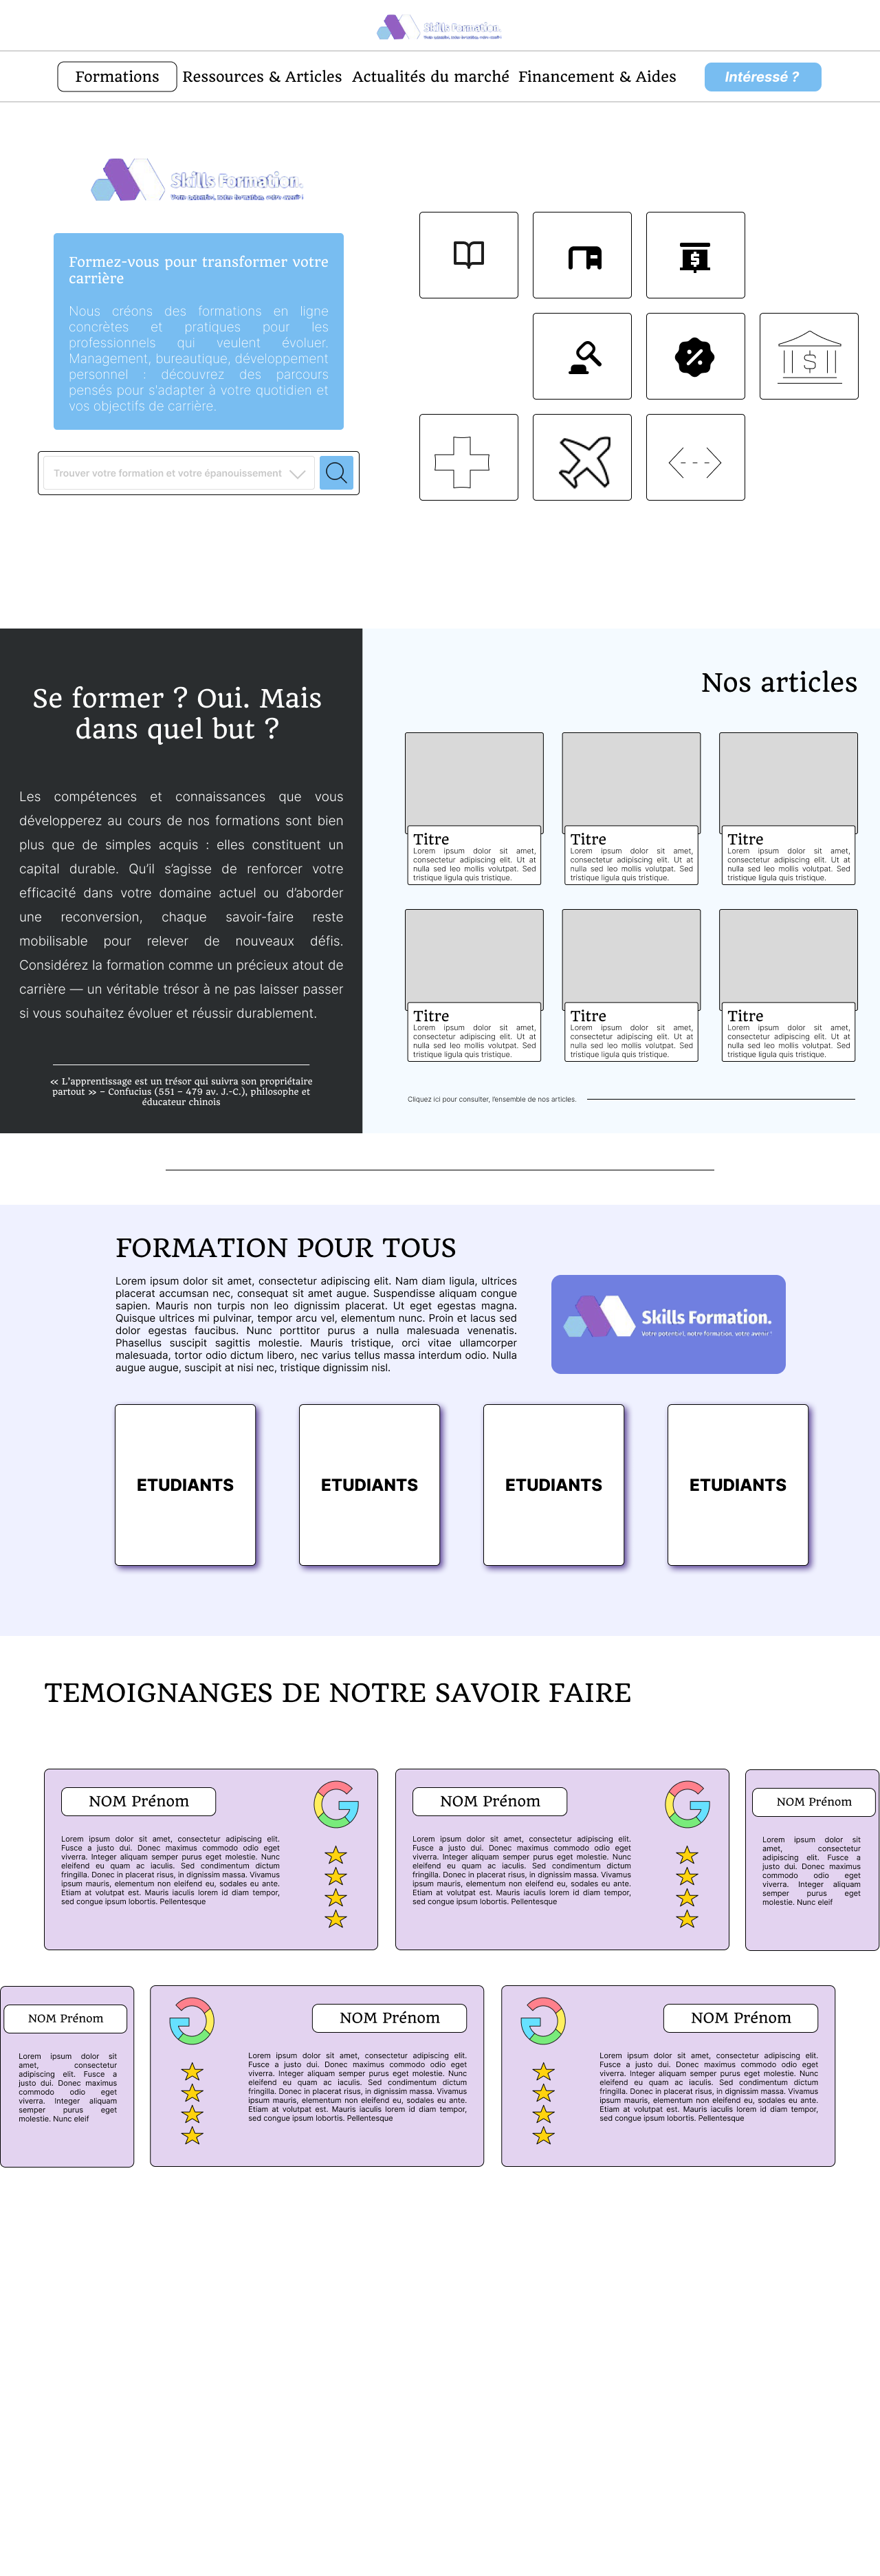 Skills Formation.
Formations
Ressources & Articles
Actualités du marché
Financement & Aides
Intéressé ?
Skills Formation.
Formez-vous pour transformer votre
carrière
Nous créons des formations en ligne
concrètes et pratiques pour les
professionnels qui veulent évoluer.
Management, bureautique, développement
personnel : découvrez des parcours
pensés pour s'adapter à votre quotidien et
vos objectifs de carrière.
Trouver votre formation et votre épanouissement
Se former ? Oui. Mais
dans quel but ?
Les compétences et connaissances que vous
développerez au cours de nos formations sont bien
plus que de simples acquis : elles constituent un
capital durable. Qu’il s’agisse de renforcer votre
efficacité dans votre domaine actuel ou d’aborder
une reconversion, chaque savoir-faire reste
mobilisable pour relever de nouveaux défis.
Considérez la formation comme un précieux atout de
carrière — un véritable trésor à ne pas laisser passer
si vous souhaitez évoluer et réussir durablement.
« L’apprentissage est un trésor qui suivra son propriétaire
partout » – Confucius (551 – 479 av. J.-C.), philosophe et
éducateur chinois
Nos articles
Titre
Lorem ipsum dolor sit amet,
consectetur adipiscing elit. Ut at
nulla sed leo mollis volutpat. Sed
tristique ligula quis tristique.
Titre
Lorem ipsum dolor sit amet,
consectetur adipiscing elit. Ut at
nulla sed leo mollis volutpat. Sed
tristique ligula quis tristique.
Titre
Lorem ipsum dolor sit amet,
consectetur adipiscing elit. Ut at
nulla sed leo mollis volutpat. Sed
tristique ligula quis tristique.
Titre
Lorem ipsum dolor sit amet,
consectetur adipiscing elit. Ut at
nulla sed leo mollis volutpat. Sed
tristique ligula quis tristique.
Titre
Lorem ipsum dolor sit amet,
consectetur adipiscing elit. Ut at
nulla sed leo mollis volutpat. Sed
tristique ligula quis tristique.
Titre
Lorem ipsum dolor sit amet,
consectetur adipiscing elit. Ut at
nulla sed leo mollis volutpat. Sed
tristique ligula quis tristique.
Cliquez ici pour consulter, l’ensemble de nos articles.
FORMATION POUR TOUS
Lorem ipsum dolor sit amet, consectetur adipiscing elit. Nam diam ligula, ultrices
placerat accumsan nec, consequat sit amet augue. Suspendisse aliquam congue
sapien. Mauris non turpis non leo dignissim placerat. Ut eget egestas magna.
Quisque ultrices mi pulvinar, tempor arcu vel, elementum nunc. Proin et lacus sed
dolor egestas faucibus. Nunc porttitor purus a nulla malesuada venenatis.
Phasellus suscipit sagittis molestie. Mauris tristique, orci vitae ullamcorper
malesuada, tortor odio dictum libero, nec varius tellus massa interdum odio. Nulla
augue augue, suscipit at nisi nec, tristique dignissim nisl.
Skills Formation.
Votre potentiel, notre formation, votre avenir !
ETUDIANTS
ETUDIANTS
ETUDIANTS
ETUDIANTS
TEMOIGNANGES DE NOTRE SAVOIR FAIRE
NOM Prénom
Lorem ipsum dolor sit amet, consectetur adipiscing elit.
Fusce a justo dui. Donec maximus commodo odio eget
viverra. Integer aliquam semper purus eget molestie. Nunc
eleifend eu quam ac iaculis. Sed condimentum dictum
fringilla. Donec in placerat risus, in dignissim massa. Vivamus
ipsum mauris, elementum non eleifend eu, sodales eu ante.
Etiam at volutpat est. Mauris iaculis lorem id diam tempor,
sed congue ipsum lobortis. Pellentesque
NOM Prénom
Lorem ipsum dolor sit amet, consectetur adipiscing elit.
Fusce a justo dui. Donec maximus commodo odio eget
viverra. Integer aliquam semper purus eget molestie. Nunc
eleifend eu quam ac iaculis. Sed condimentum dictum
fringilla. Donec in placerat risus, in dignissim massa. Vivamus
ipsum mauris, elementum non eleifend eu, sodales eu ante.
Etiam at volutpat est. Mauris iaculis lorem id diam tempor,
sed congue ipsum lobortis. Pellentesque
NOM Prénom
Lorem ipsum dolor sit
amet, consectetur
adipiscing elit. Fusce a
justo dui. Donec maximus
commodo odio eget
viverra. Integer aliquam
semper purus eget
molestie. Nunc eleif
NOM Prénom
Lorem ipsum dolor sit
amet, consectetur
adipiscing elit. Fusce a
justo dui. Donec maximus
commodo odio eget
viverra. Integer aliquam
semper purus eget
molestie. Nunc eleif
NOM Prénom
Lorem ipsum dolor sit amet, consectetur adipiscing elit.
Fusce a justo dui. Donec maximus commodo odio eget
viverra. Integer aliquam semper purus eget molestie. Nunc
eleifend eu quam ac iaculis. Sed condimentum dictum
fringilla. Donec in placerat risus, in dignissim massa. Vivamus
ipsum mauris, elementum non eleifend eu, sodales eu ante.
Etiam at volutpat est. Mauris iaculis lorem id diam tempor,
sed congue ipsum lobortis. Pellentesque
NOM Prénom
Lorem ipsum dolor sit amet, consectetur adipiscing elit.
Fusce a justo dui. Donec maximus commodo odio eget
viverra. Integer aliquam semper purus eget molestie. Nunc
eleifend eu quam ac iaculis. Sed condimentum dictum
fringilla. Donec in placerat risus, in dignissim massa. Vivamus
ipsum mauris, elementum non eleifend eu, sodales eu ante.
Etiam at volutpat est. Mauris iaculis lorem id diam tempor,
sed congue ipsum lobortis. Pellentesque